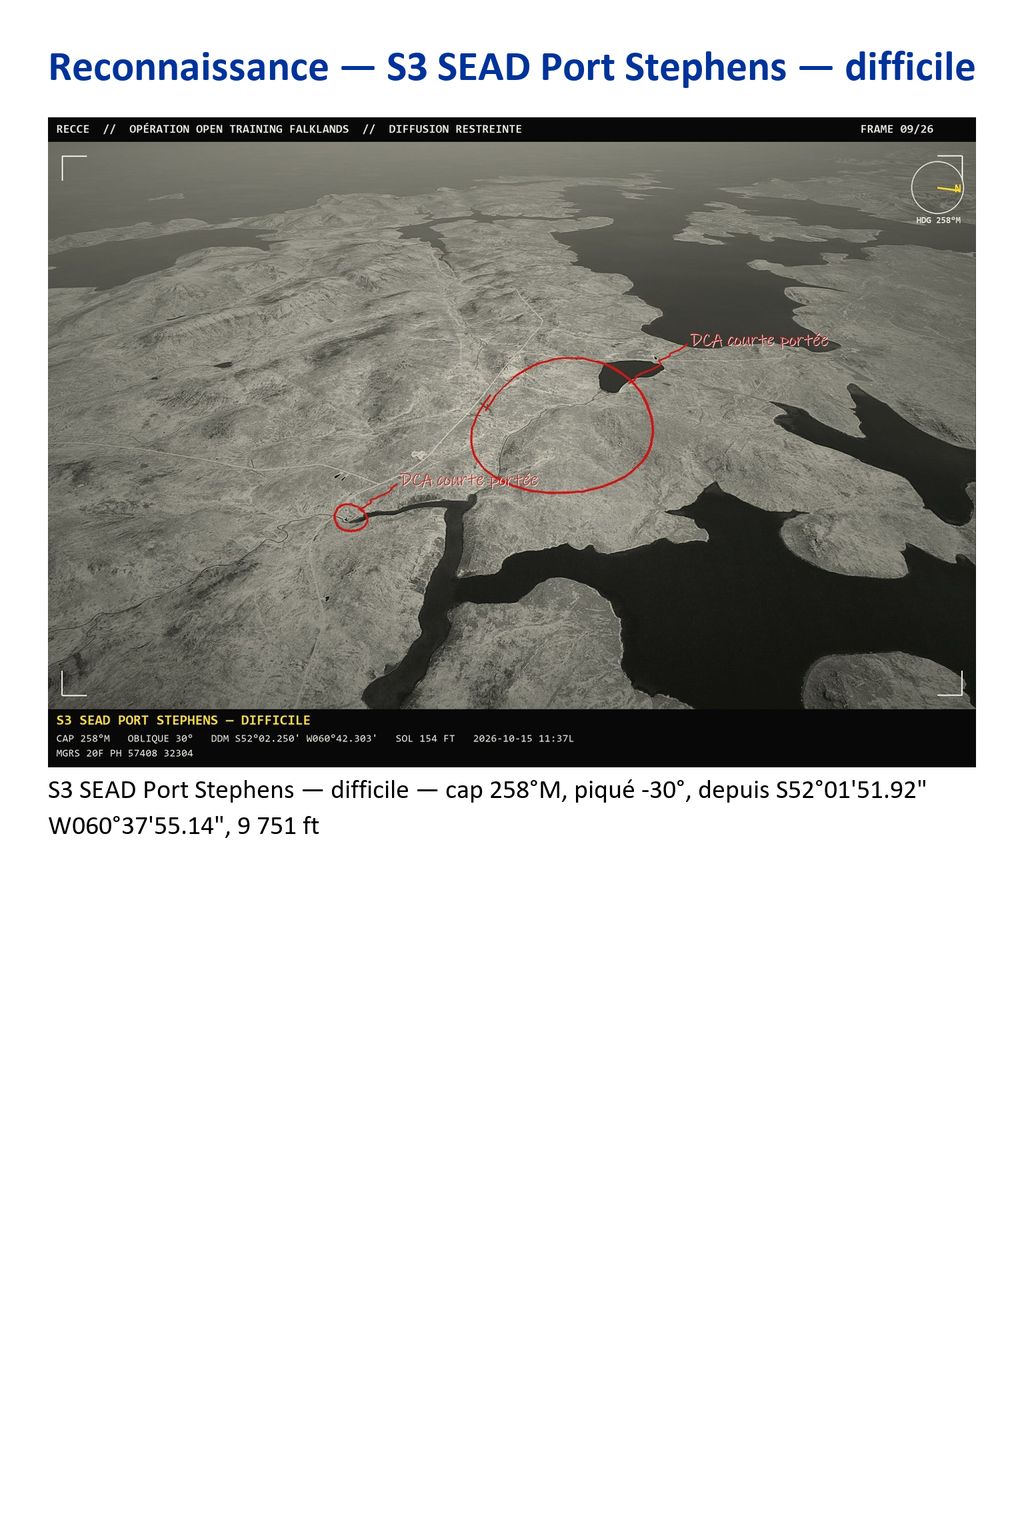 Reconnaissance — S3 SEAD Port Stephens — difficile
RECCE // OPÉRATION OPEN TRAINING FALKLANDS // DIFFUSION RESTREINTE FRAME 09/26
N
HDG 258°M
DCA courte portée
DCA courte portée
S3 SEAD PORT STEPHENS — DIFFICILE
CAP 258°M OBLIQUE 30° DDM S52°02.250' W060°42.303' SOL 154 FT 2026-10-15 11:37L
MGRS 20F PH 57408 32304
S3 SEAD Port Stephens — difficile — cap 258°M, piqué -30°, depuis S52°01'51.92"
W060°37'55.14", 9 751 ft